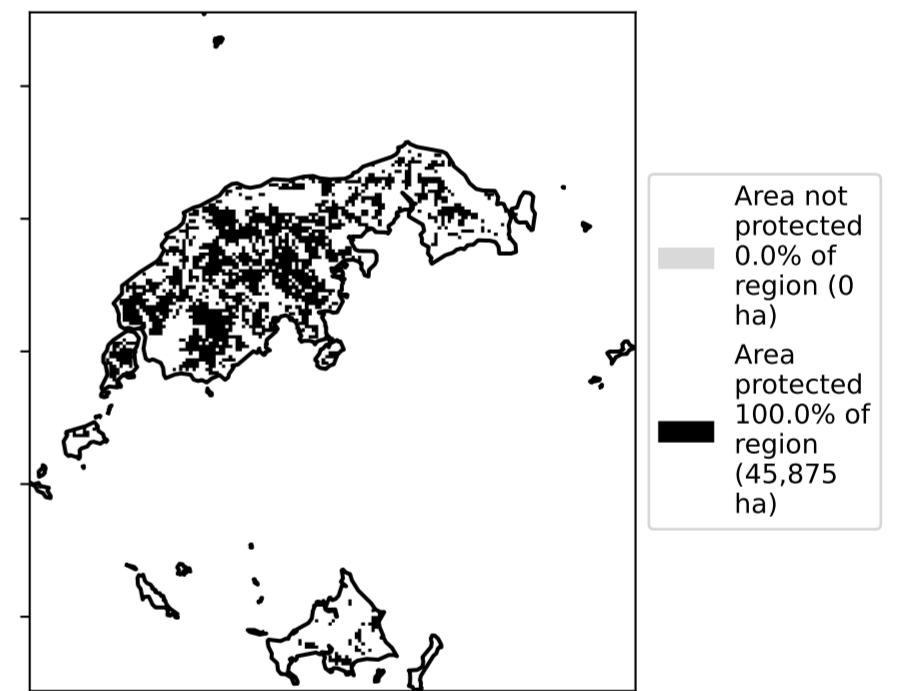 Area not
protected
0.0% of
region (0
ha)
Area
protected
100.0% of
region
(45,875
ha)